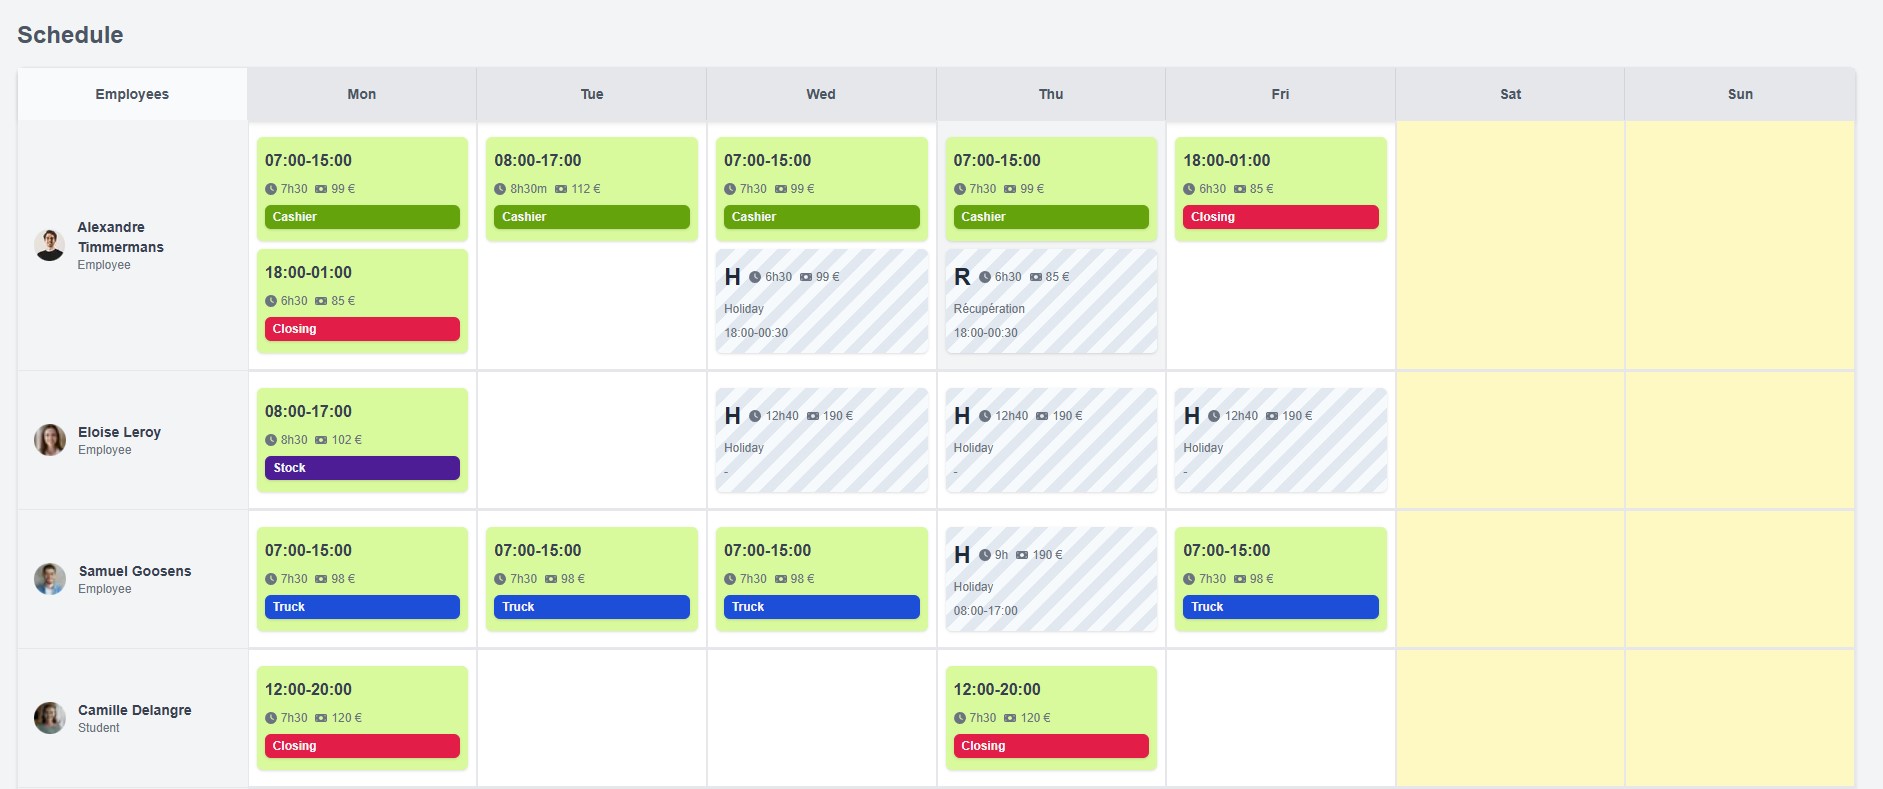 Schedule
Employees Mon Tue Wed Thu Fri Sat Sun
Alexandre Timmermans
Employee
07:00-15:00
7h30 99 €
Cashier
18:00-01:00
6h30 85 €
Closing
08:00-17:00
8h30m 112 €
Cashier
07:00-15:00
7h30 99 €
Cashier
H 6h30 99 €
Holiday
18:00-00:30
07:00-15:00
7h30 99 €
Cashier
R 6h30 85 €
Récupération
18:00-00:30
18:00-01:00
6h30 85 €
Closing
Eloise Leroy
Employee
08:00-17:00
8h30 102 €
Stock
H 12h40 190 €
Holiday
-
H 12h40 190 €
Holiday
-
H 12h40 190 €
Holiday
-
Samuel Goosens
Employee
07:00-15:00
7h30 98 €
Truck
07:00-15:00
7h30 98 €
Truck
07:00-15:00
7h30 98 €
Truck
H 9h 190 €
Holiday
08:00-17:00
07:00-15:00
7h30 98 €
Truck
Camille Delangre
Student
12:00-20:00
7h30 120 €
Closing
12:00-20:00
7h30 120 €
Closing